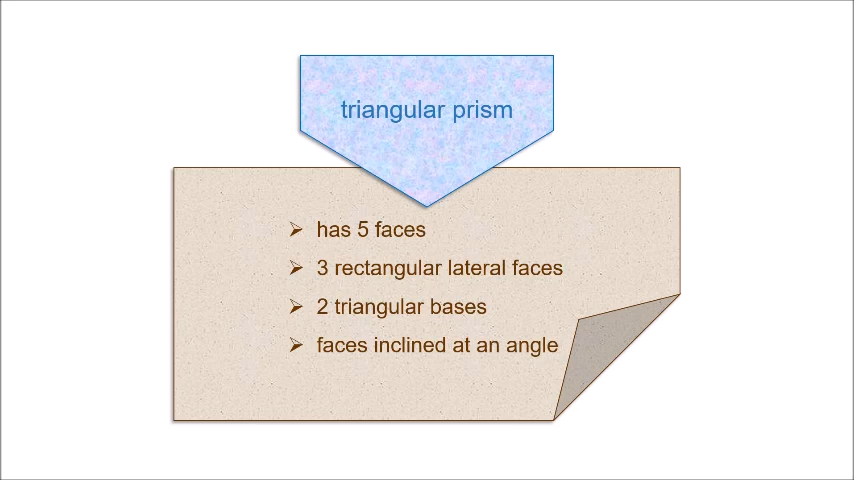 triangular prism
➢ has 5 faces
➢ 3 rectangular lateral faces
➢ 2 triangular bases
➢ faces inclined at an angle